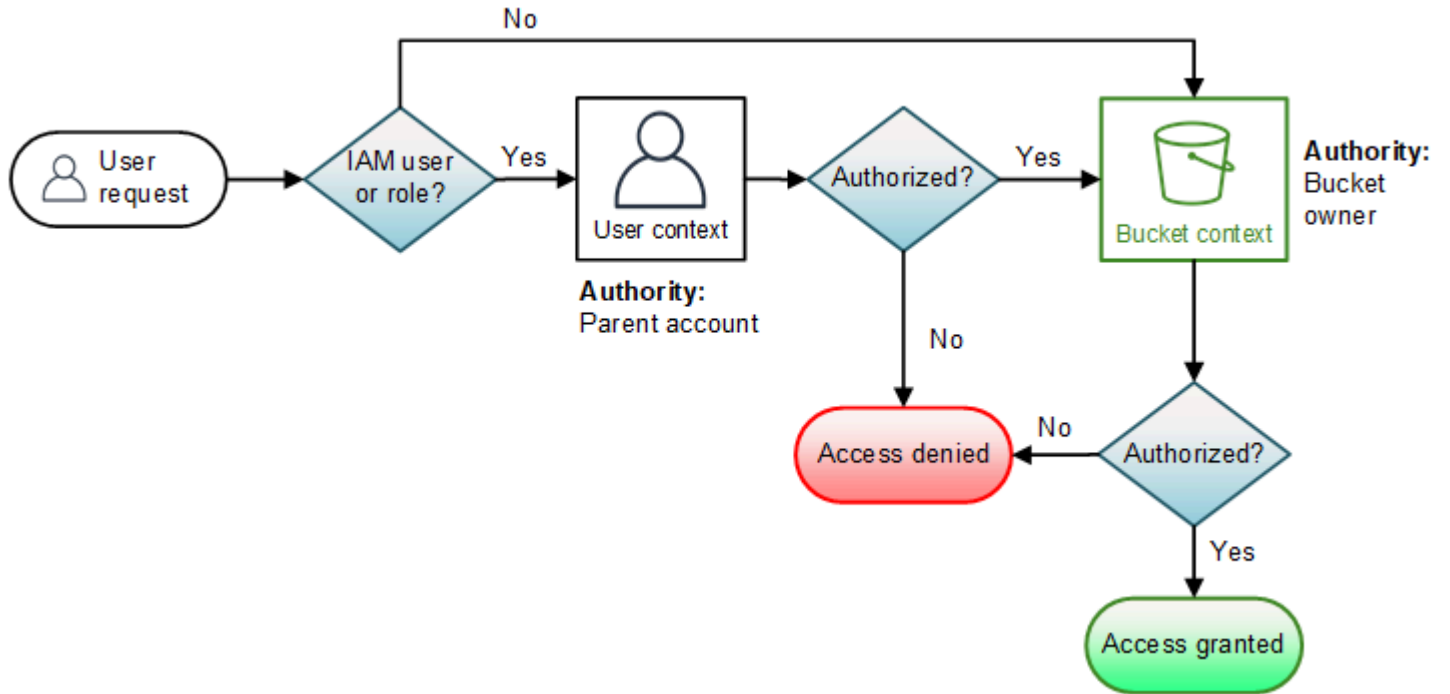 No
User
request
IAM user
or role?
Yes
User context
Authority:
Parent account
Authorized?
Yes
No
Bucket context
Authority:
Bucket
owner
Access denied
No
Authorized?
Yes
Access granted